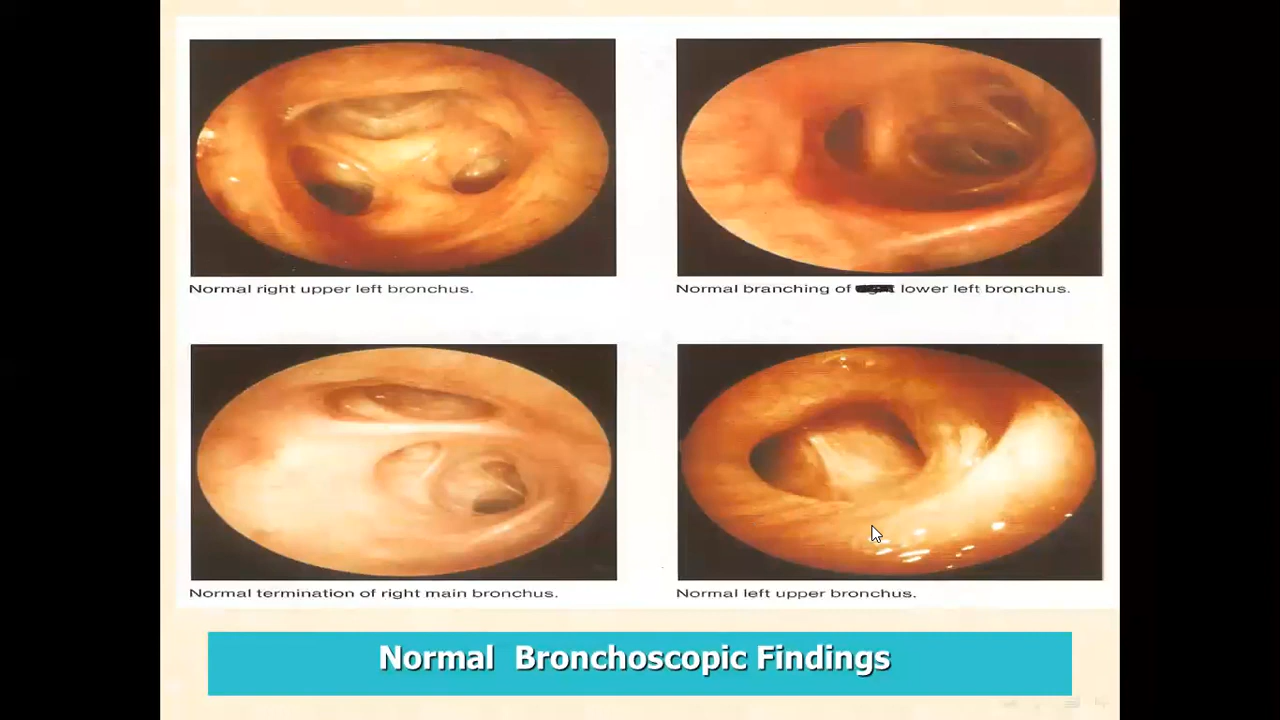 Normal right upper left bronchus.
Normal branching of lower left bronchus.
Normal termination of right main bronchus.
Normal left upper bronchus.
Normal Bronchoscopic Findings